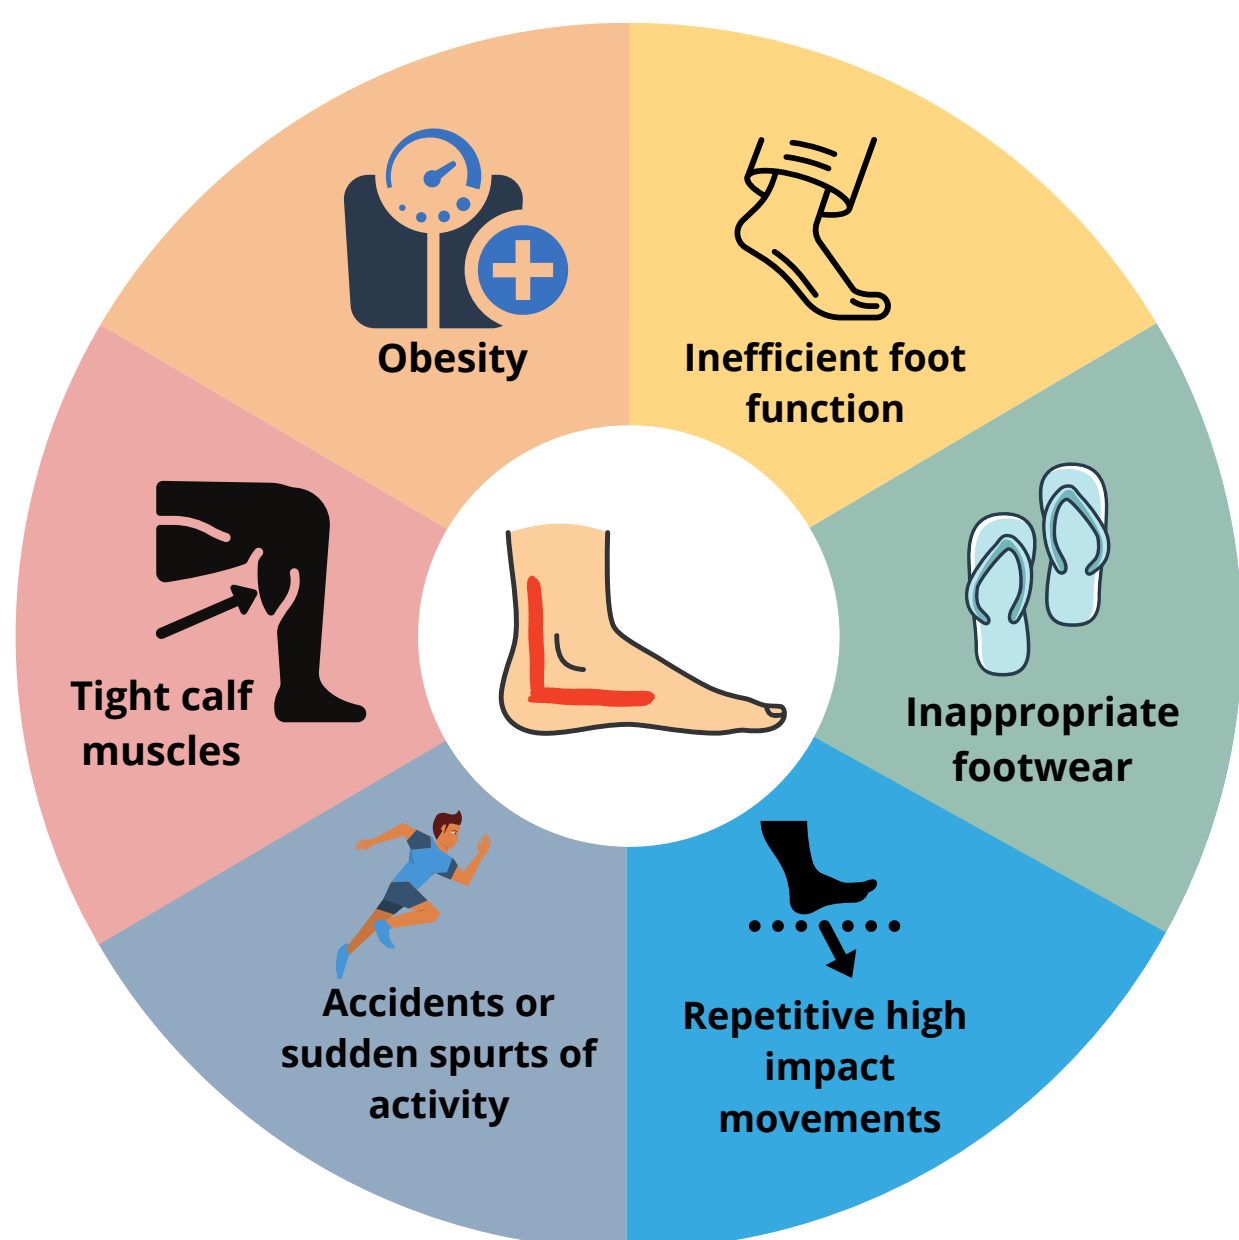 Obesity
Inefficient foot
function
Inappropriate
footwear
Repetitive high
impact
movements
Accidents or
sudden spurts of
activity
Tight calf
muscles